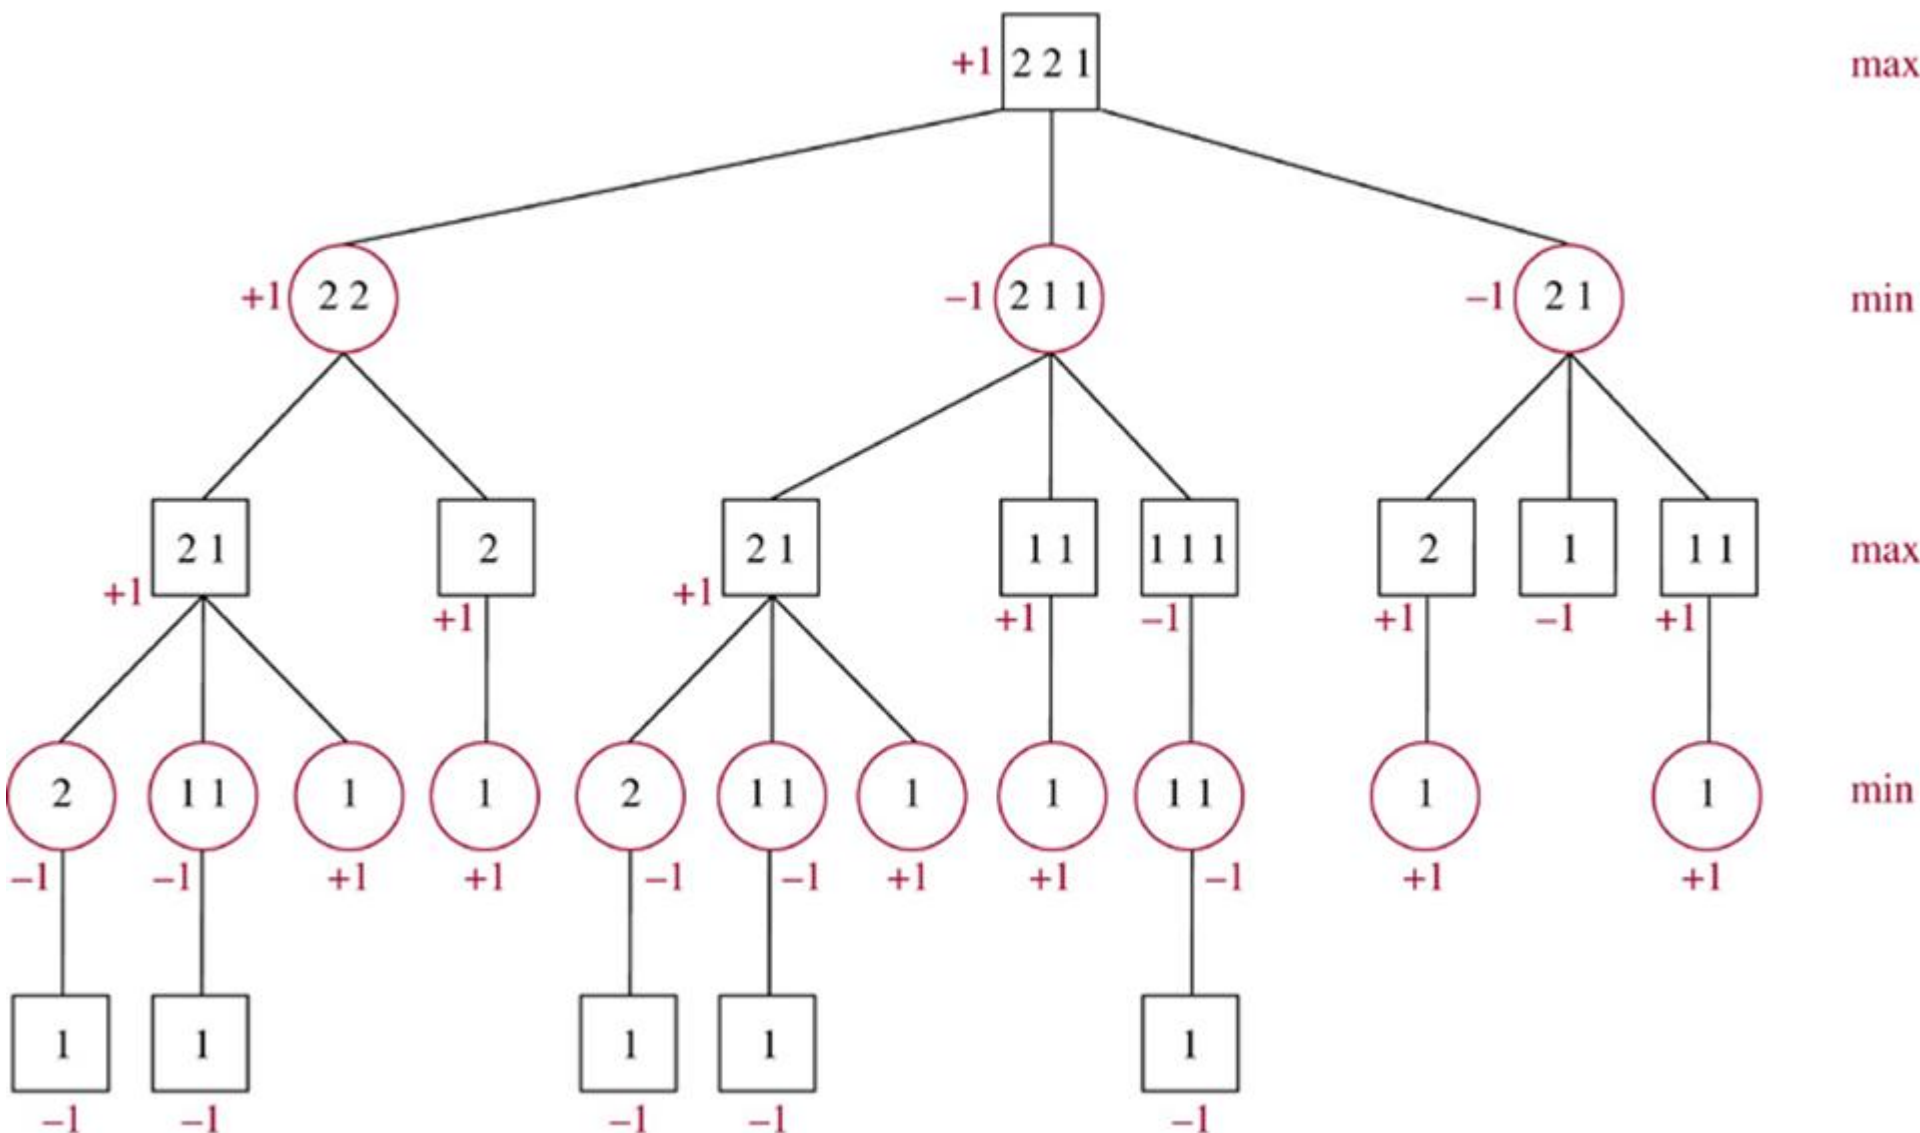 +1 2 2 1 max
+1 2 2 –1 2 1 1 –1 2 1 min
2 1 2 2 1 1 1 1 1 1 2 1 1 1 max
+1 +1 +1 +1 –1 +1 –1 +1
2 1 1 1 1 2 1 1 1 1 1 1 1 1 min
–1 –1 +1 +1 –1 –1 +1 +1 –1 +1 +1
1 1 1 1 1
–1 –1 –1 –1 –1